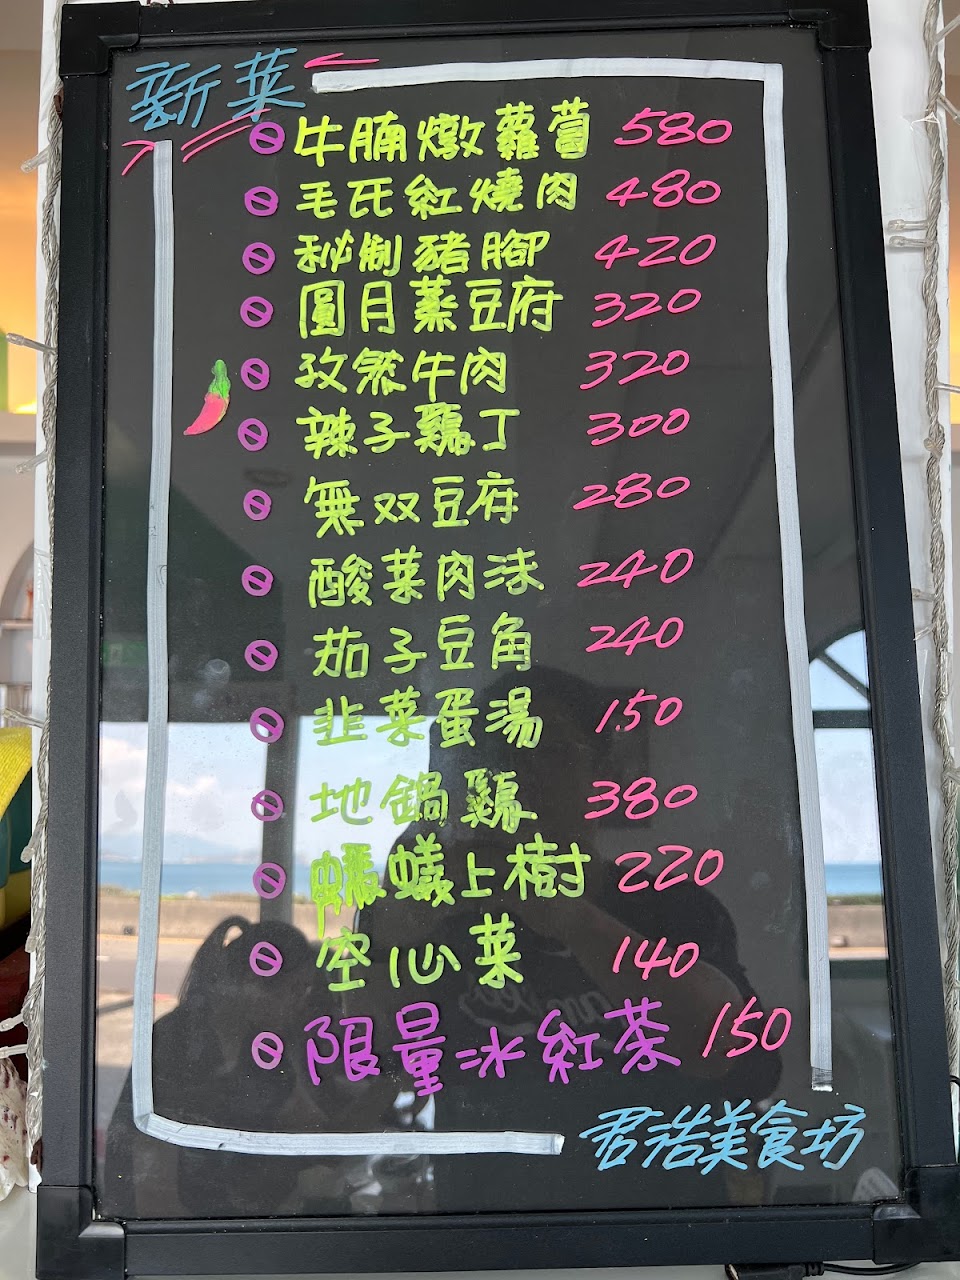 新菜
牛腩燉蘿蔔 580
毛氏紅燒肉 480
秘制豬腳 420
圓月蒸豆府 320
孜然牛肉 320
辣子鷄丁 300
無双豆府 280
酸菜肉沫 240
茄子豆角 240
韭菜蛋湯 150
地鍋鷄 380
螞蟻上樹 220
空心菜 140
限量冰紅茶 150
君浩美食坊